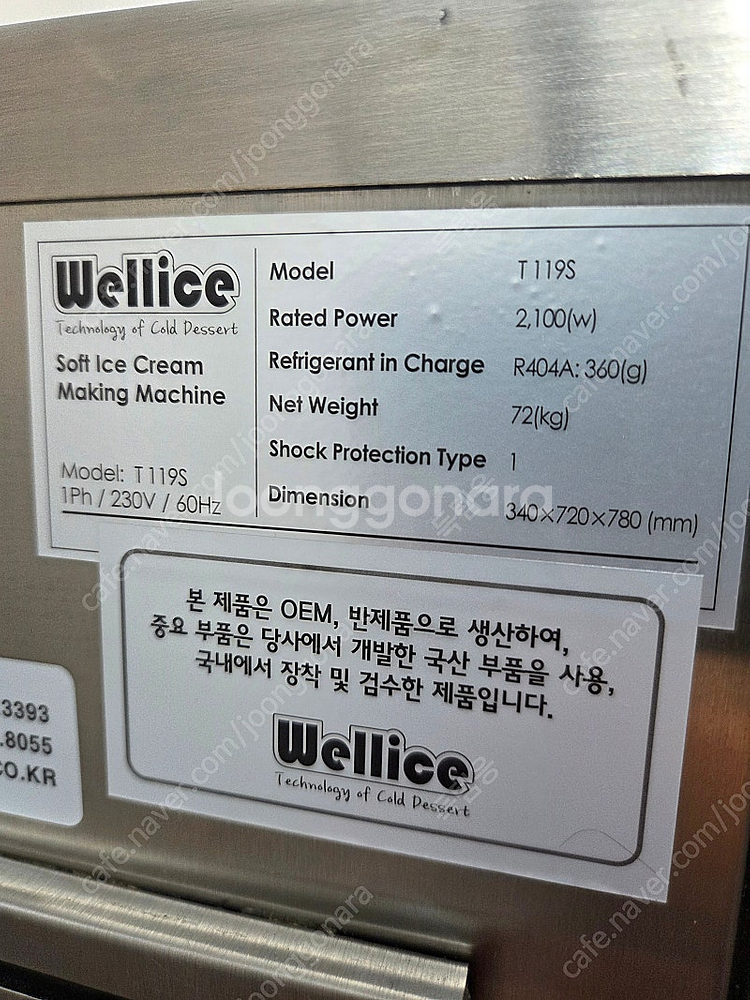 Wellice
Technology of Cold Dessert
Soft Ice Cream
Making Machine
Model: T119S
1Ph / 230V / 60Hz
Model T119S
Rated Power 2,100(w)
Refrigerant in Charge R404A: 360(g)
Net Weight 72(kg)
Shock Protection Type 1
Dimension 340×720×780 (mm)
본 제품은 OEM, 반제품으로 생산하여,
중요 부품은 당사에서 개발한 국산 부품을 사용,
국내에서 장착 및 검수한 제품입니다.
Wellice
Technology of Cold Dessert
3393
.8055
CO.KR
joonggonara
cafe.naver.com/joonggonara